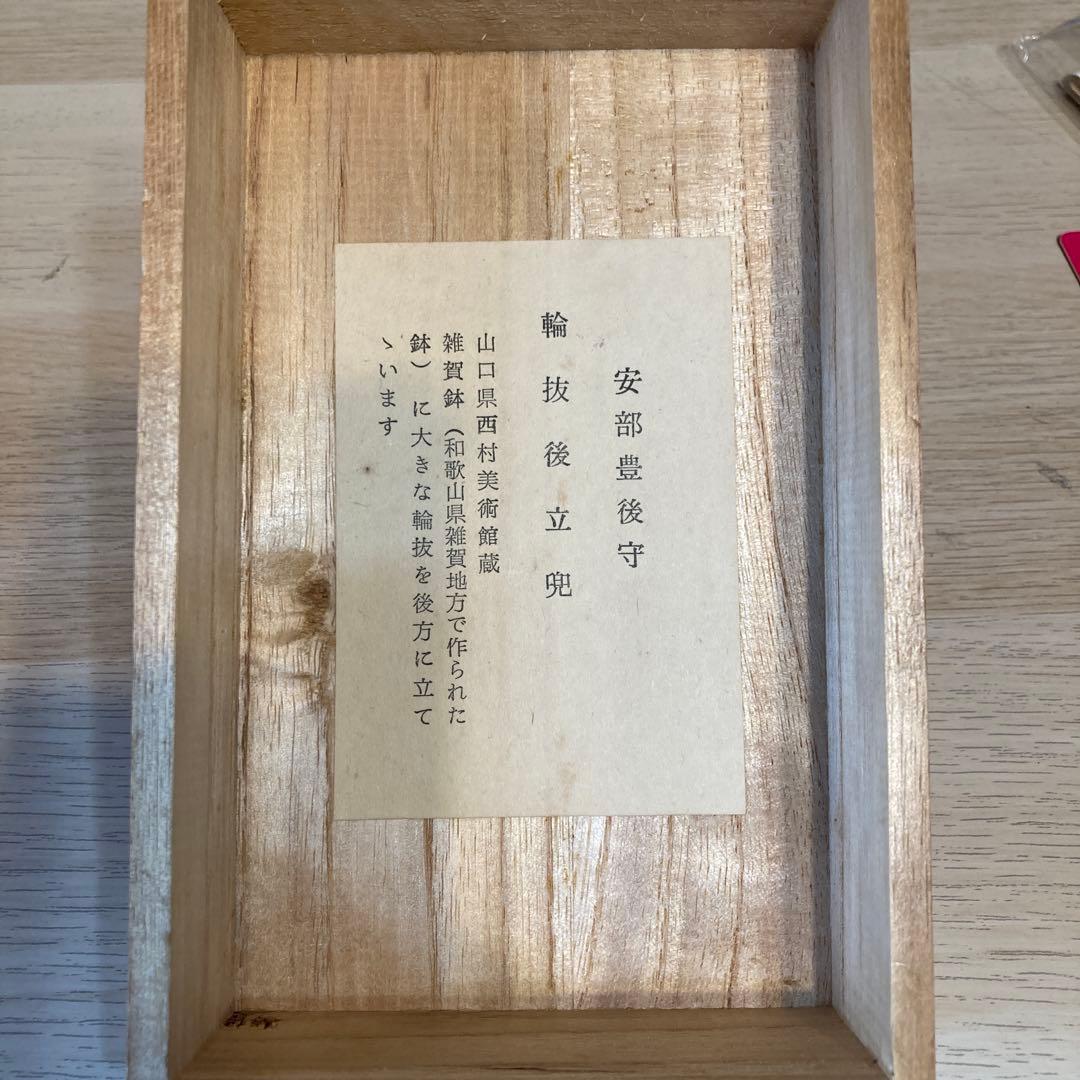 安部豊後守
輪抜後立兜
山口県西村美術館蔵
雑賀鉢(和歌山県雑賀地方で作られた
鉢)に大きな輪抜を後方に立て
ゝいます